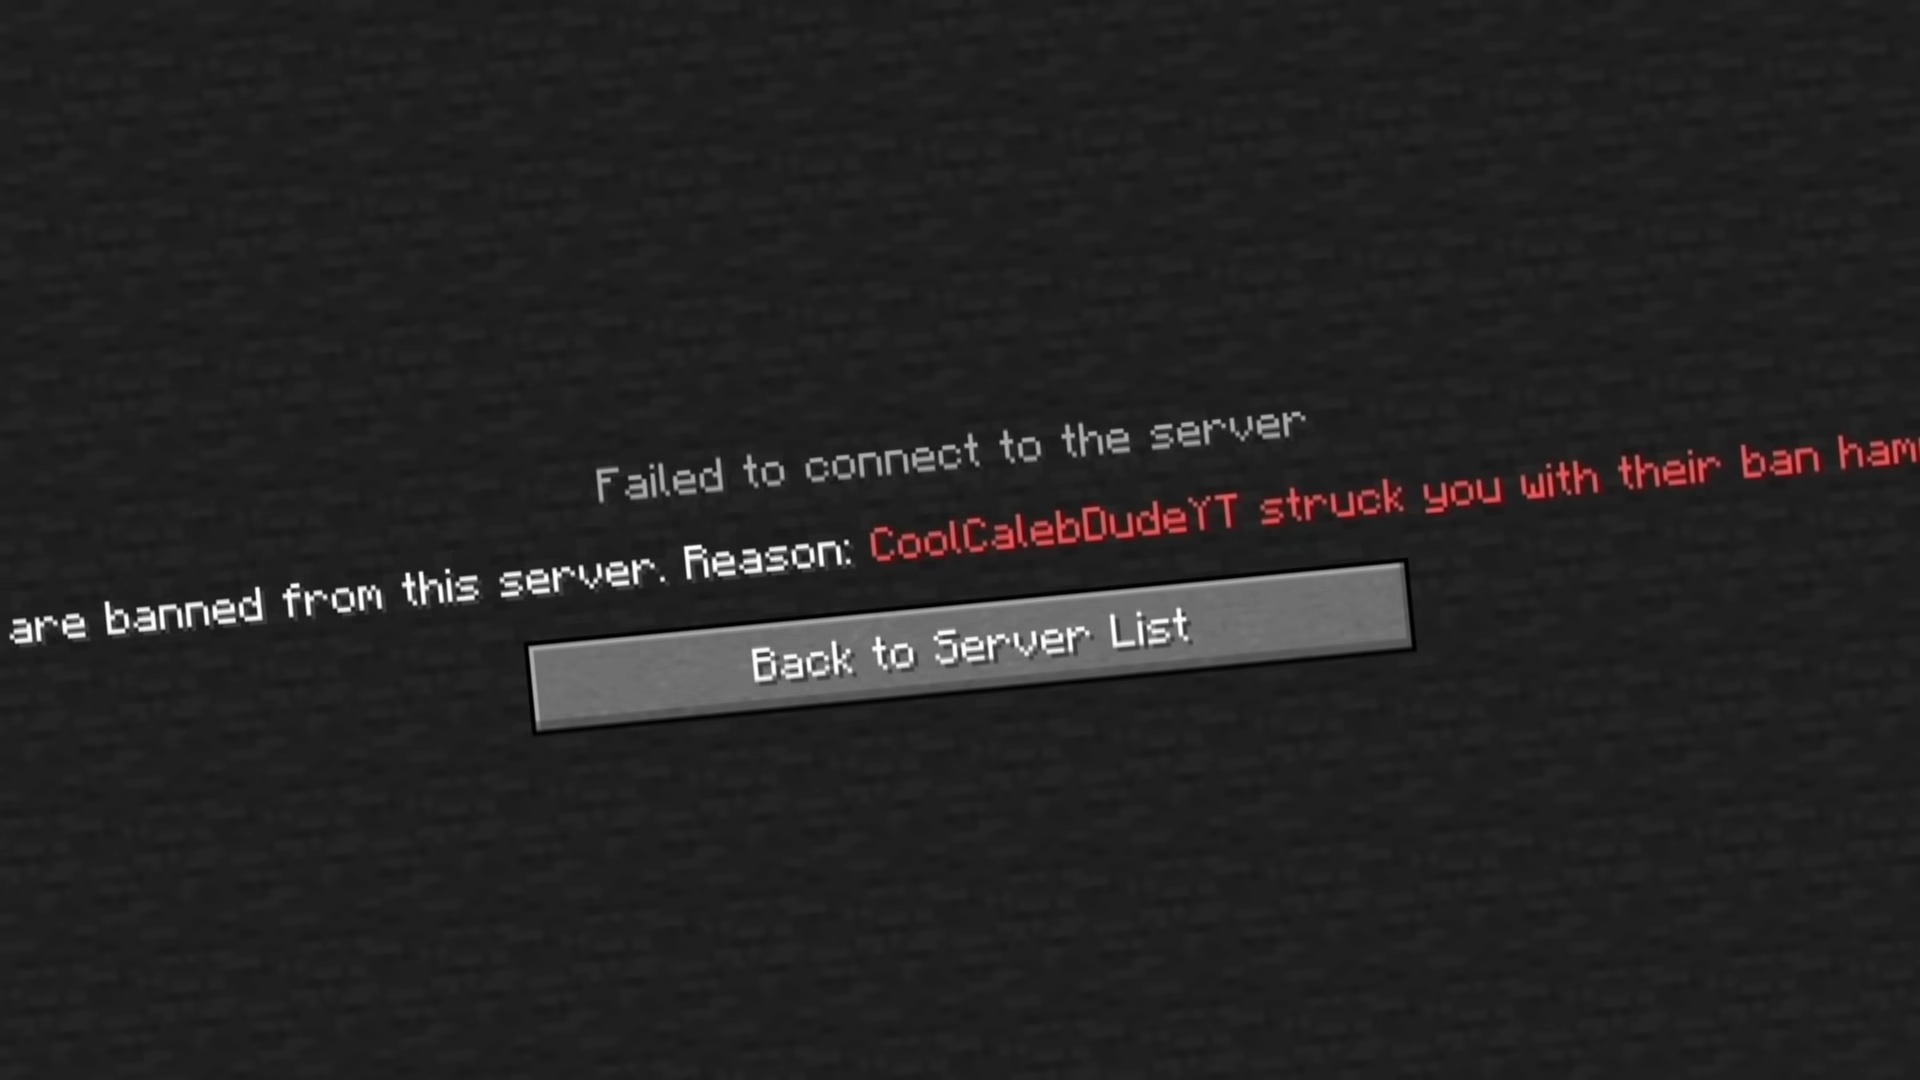 Failed to connect to the server
are banned from this server. Reason: CoolCalebDudeYT struck you with their ban
Back to Server List